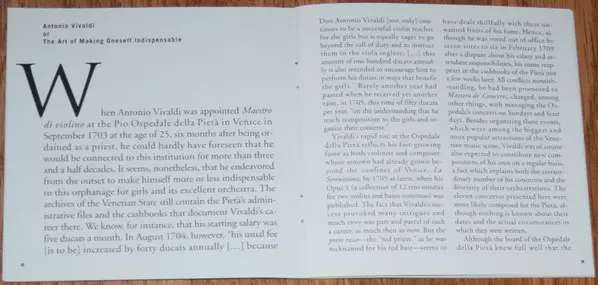 Antonio Vivaldi
or
The Art of Making Oneself Indispensable
When Antonio Vivaldi was appointed Maestro
di violino at the Pio Ospedale della Pietà in Venice in
September 1703 at the age of 25, six months after being or-
dained as a priest, he could hardly have foreseen that he
would be connected to this institution for more than three
and a half decades. It seems, nonetheless, that he endeavored
from the outset to make himself more or less indispensable
to this orphanage for girls and its excellent orchestra. The
archives of the Venetian State still contain the Pietà's admin-
istrative files and the cashbooks that document Vivaldi's ca-
reer there. We know, for instance, that his starting salary was
five ducats a month. In August 1704, however, "his usual fee
[is to be] increased by forty ducats annually [...] because
Don Antonio Vivaldi [not only] con-
tinues to be a successful violin teacher
for the girls but is equally eager to go
beyond the call of duty and to instruct
them in the viola inglese; [...] this
amount of one hundred ducats annual-
ly is also intended to encourage him to
perform his duties in ways that benefit
the girls." Barely another year had
passed when he received yet another
raise, in 1705, this time of fifty ducats
per year, "on the understanding that he
teach composition to the girls and or-
ganize their concerts."
Vivaldi's rapid rise at the Ospedale
della Pietà reflects his fast-growing
fame as both violinist and composer,
whose renown had already grown bey-
ond the confines of Venice. La
Serenissima, by 1705 at latest, when his
Opus 1 (a collection of 12 trio sonatas
for two violins and basso continuo) was
published. The fact that Vivaldi's suc-
cess provoked many intrigues and
much envy was part and parcel of such
a career, as much then as now. But the
prete rosso—the "red priest," as he was
nicknamed for his red hair—seems to
have dealt skillfully with these un-
wanted fruits of his fame. Hence, al-
though he was voted out of office by
seven votes to six in February 1709
after a dispute about his salary and at-
tendant responsibilities, his name reap-
pears in the cashbooks of the Pietà just
a few weeks later. All conflicts notwith-
standing, he had been promoted to
Maestro de' Concerti, charged, among
other things, with managing the Os-
pedale's concerts on Sundays and feast
days. Besides organizing these events,
which were among the biggest and
most popular attractions of the Vene-
tian music scene, Vivaldi was of course
also expected to contribute new com-
positions of his own on a regular basis,
a fact which explains both the extraor-
dinary number of his concertos and the
diversity of their orchestrations. The
eleven concertos presented here were
most likely composed for the Pietà, al-
though nothing is known about their
dates and the actual circumstances in
which they were written.
Although the board of the Ospedale
della Pietà knew full well that the